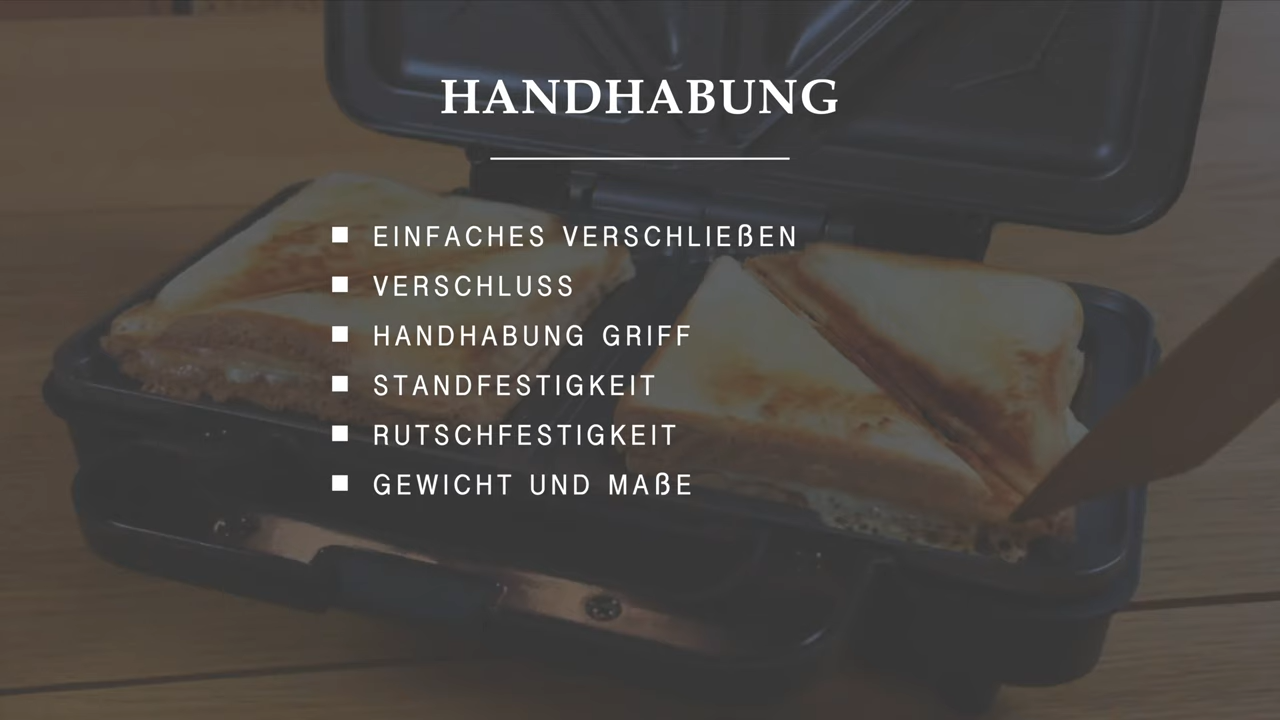 HANDHABUNG
EINFACHES VERSCHLIEßEN
VERSCHLUSS
HANDHABUNG GRIFF
STANDFESTIGKEIT
RUTSCHFESTIGKEIT
GEWICHT UND MAßE